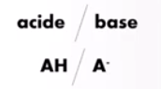 acide / base
AH / A-